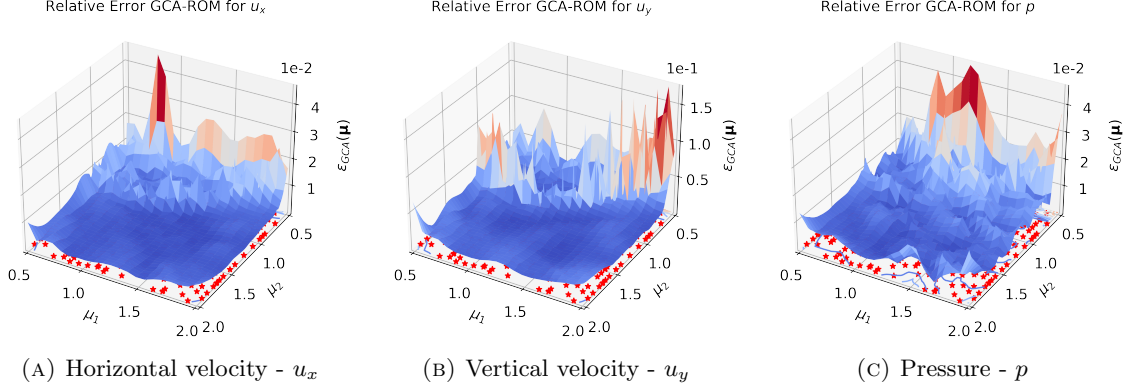 Relative Error GCA-ROM for u_x
1e-2
4
3
2
1
ε_GCA(μ)
0.5
1.0
1.5
2.0
μ_1
0.5
1.0
1.5
2.0
μ_2
(A) Horizontal velocity - u_x
Relative Error GCA-ROM for u_y
1e-1
1.5
1.0
0.5
ε_GCA(μ)
0.5
1.0
1.5
2.0
μ_1
0.5
1.0
1.5
2.0
μ_2
(B) Vertical velocity - u_y
Relative Error GCA-ROM for p
1e-2
4
3
2
1
ε_GCA(μ)
0.5
1.0
1.5
2.0
μ_1
0.5
1.0
1.5
2.0
μ_2
(C) Pressure - p